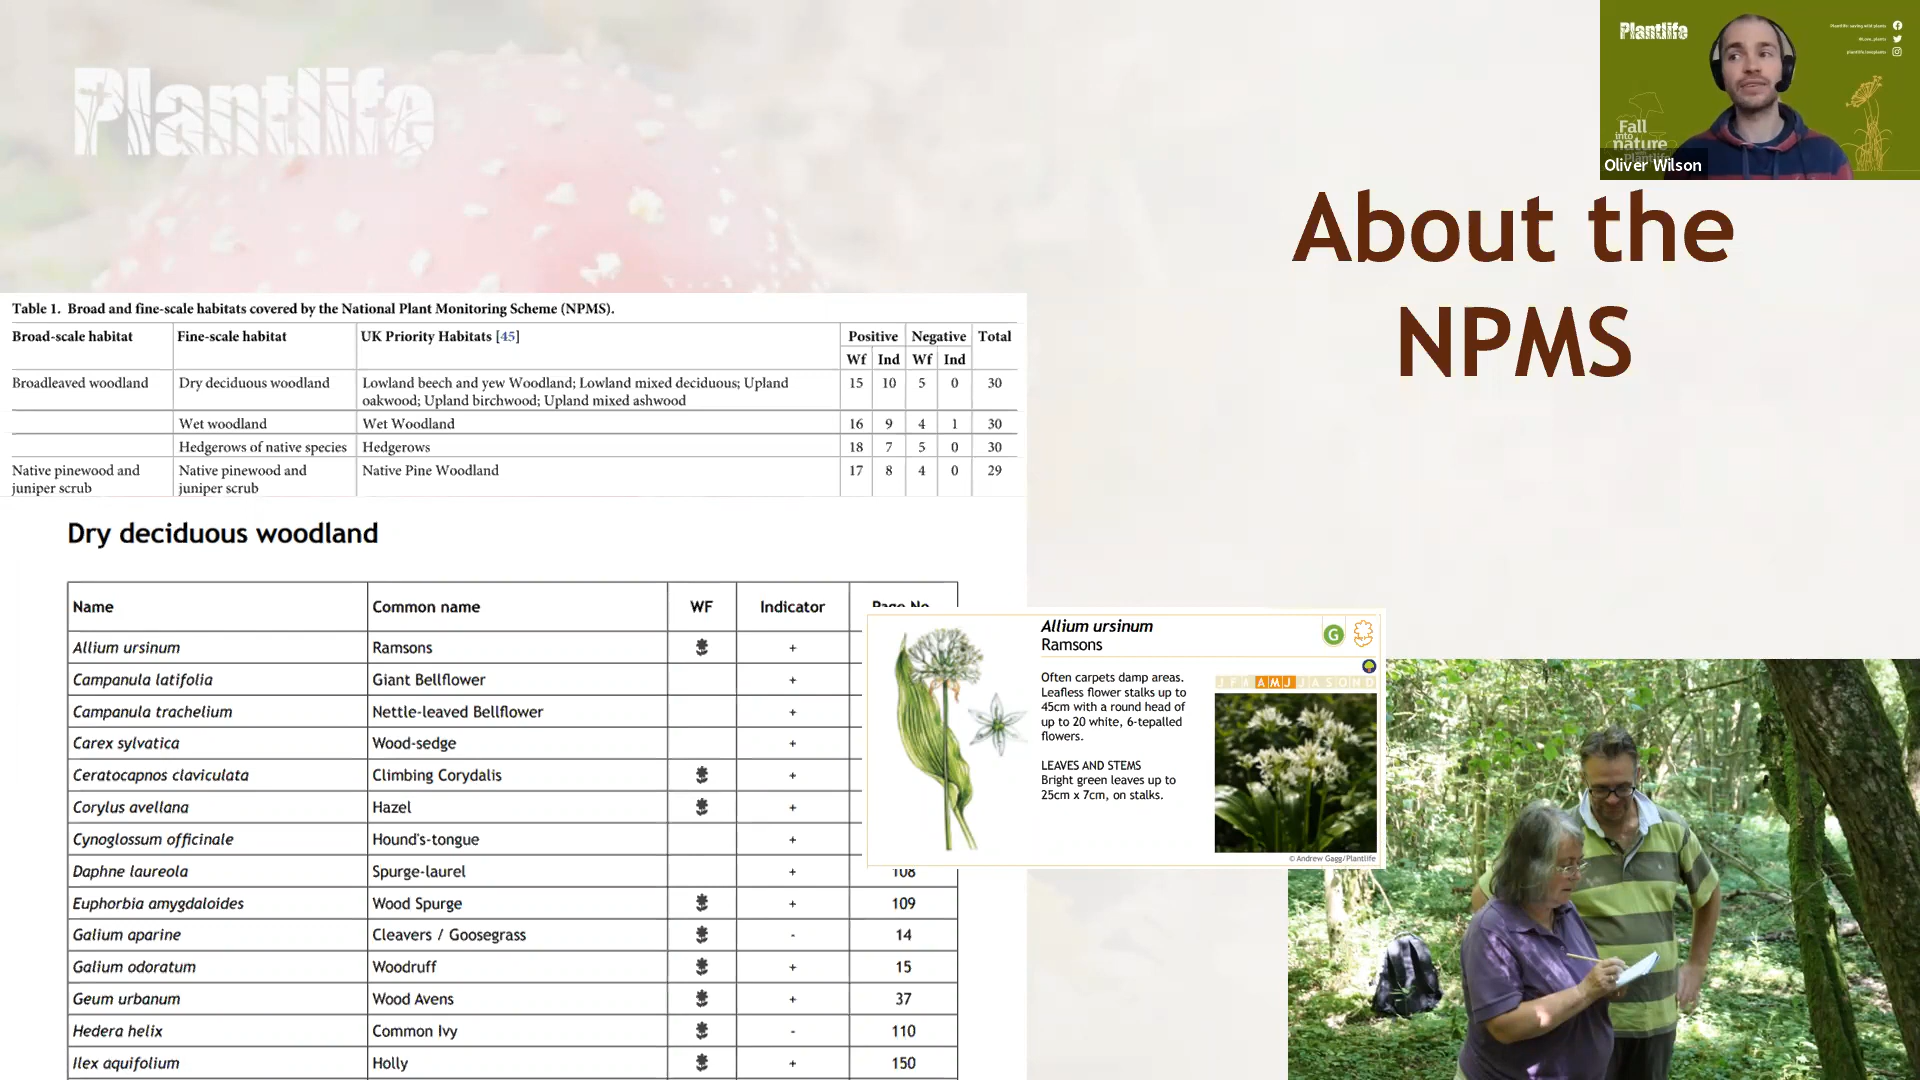 Plantlife
Plantlife
Plantlife: saving wild plants
Fall
into
nature
Oliver Wilson
About the
NPMS
Table 1. Broad and fine-scale habitats covered by the National Plant Monitoring Scheme (NPMS).
Broad-scale habitat Fine-scale habitat UK Priority Habitats [45] Positive Negative Total
Wf Ind Wf Ind
Broadleaved woodland Dry deciduous woodland Lowland beech and yew Woodland; Lowland mixed deciduous; Upland 15 10 5 0 30
oakwood; Upland birchwood; Upland mixed ashwood
Wet woodland Wet Woodland 16 9 4 1 30
Hedgerows of native species Hedgerows 18 7 5 0 30
Native pinewood and Native pinewood and Native Pine Woodland 17 8 4 0 29
juniper scrub juniper scrub
Dry deciduous woodland
Name Common name WF Indicator Page No
Allium ursinum Ramsons +
Campanula latifolia Giant Bellflower +
Campanula trachelium Nettle-leaved Bellflower +
Carex sylvatica Wood-sedge +
Ceratocapnos claviculata Climbing Corydalis +
Corylus avellana Hazel +
Cynoglossum officinale Hound's-tongue +
Daphne laureola Spurge-laurel + 108
Euphorbia amygdaloides Wood Spurge + 109
Galium aparine Cleavers / Goosegrass - 14
Galium odoratum Woodruff + 15
Geum urbanum Wood Avens + 37
Hedera helix Common Ivy - 110
Ilex aquifolium Holly + 150
Allium ursinum
Ramsons
G
J F A A M J J A S O N D
Often carpets damp areas.
Leafless flower stalks up to
45cm with a round head of
up to 20 white, 6-tepalled
flowers.
LEAVES AND STEMS
Bright green leaves up to
25cm x 7cm, on stalks.
© Andrew Gagg/Plantlife